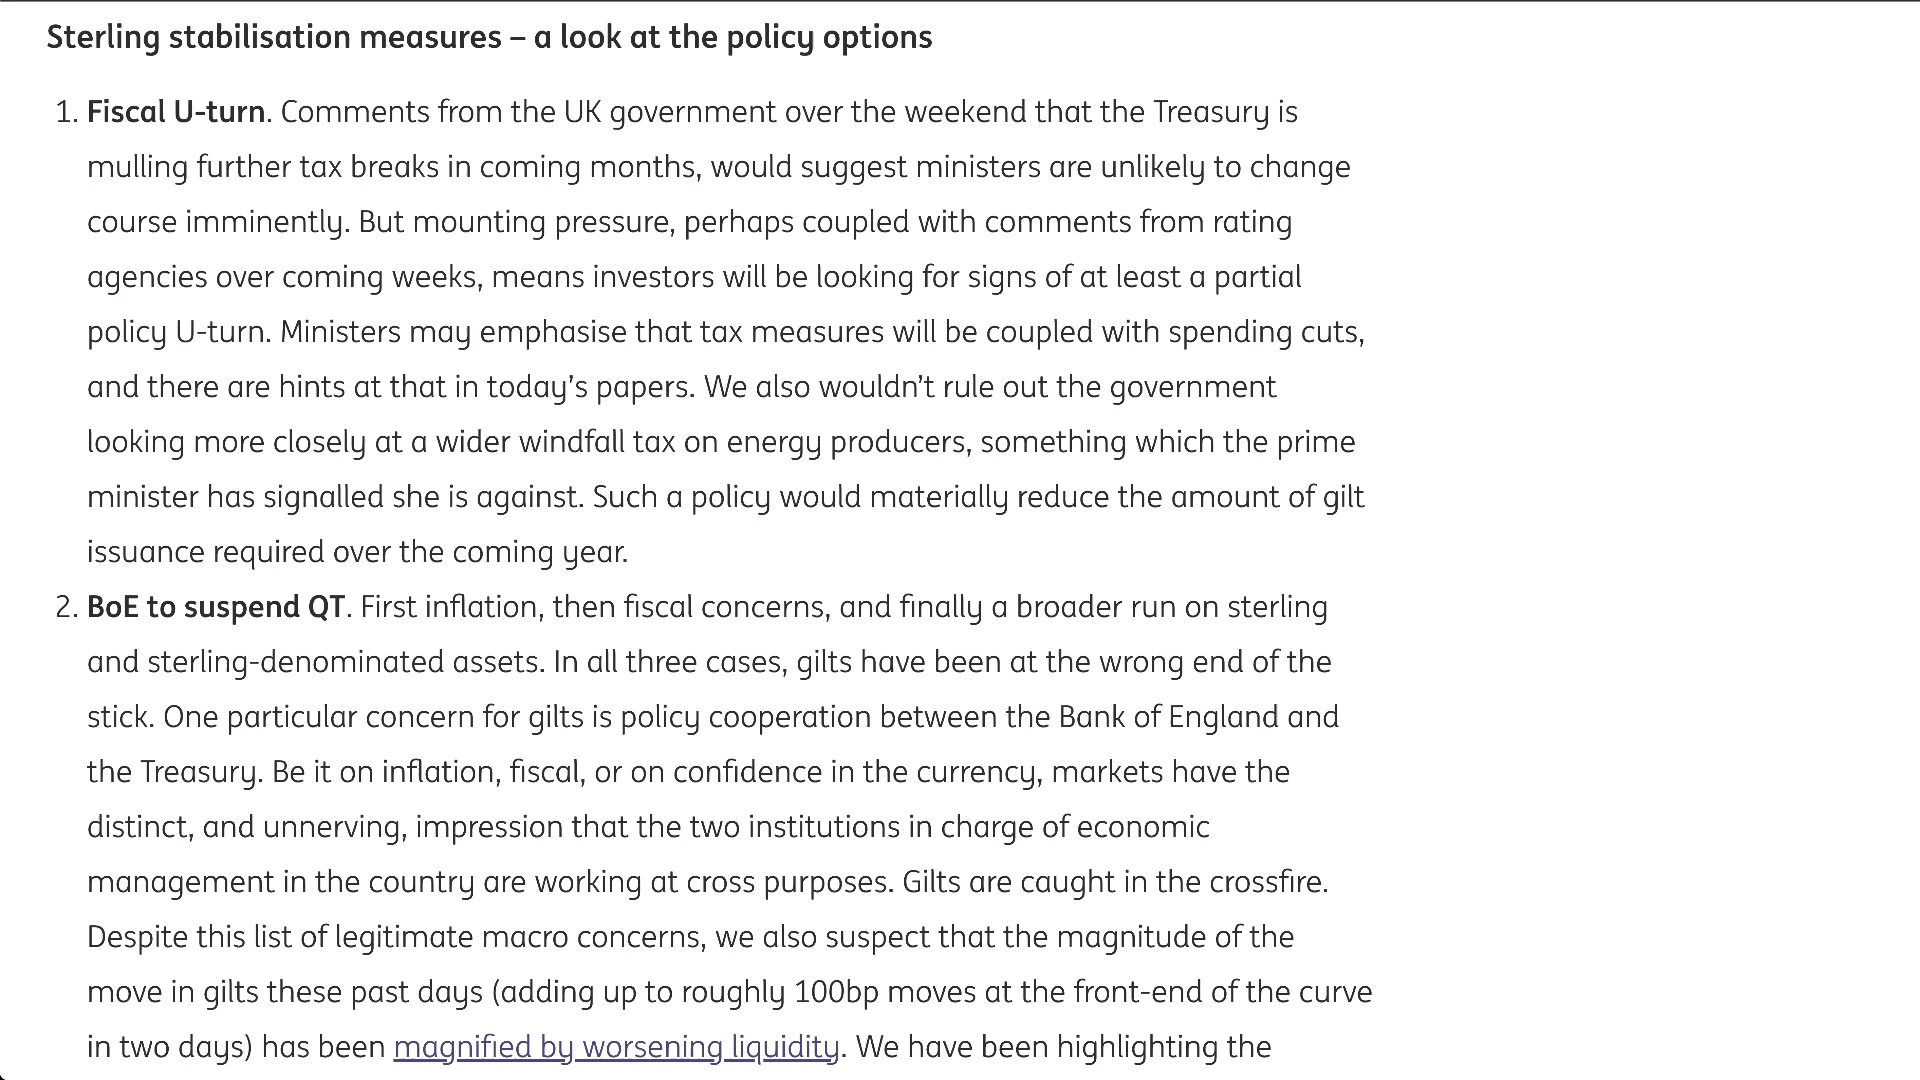 Sterling stabilisation measures – a look at the policy options
1. Fiscal U-turn. Comments from the UK government over the weekend that the Treasury is
mulling further tax breaks in coming months, would suggest ministers are unlikely to change
course imminently. But mounting pressure, perhaps coupled with comments from rating
agencies over coming weeks, means investors will be looking for signs of at least a partial
policy U-turn. Ministers may emphasise that tax measures will be coupled with spending cuts,
and there are hints at that in today’s papers. We also wouldn’t rule out the government
looking more closely at a wider windfall tax on energy producers, something which the prime
minister has signalled she is against. Such a policy would materially reduce the amount of gilt
issuance required over the coming year.
2. BoE to suspend QT. First inflation, then fiscal concerns, and finally a broader run on sterling
and sterling-denominated assets. In all three cases, gilts have been at the wrong end of the
stick. One particular concern for gilts is policy cooperation between the Bank of England and
the Treasury. Be it on inflation, fiscal, or on confidence in the currency, markets have the
distinct, and unnerving, impression that the two institutions in charge of economic
management in the country are working at cross purposes. Gilts are caught in the crossfire.
Despite this list of legitimate macro concerns, we also suspect that the magnitude of the
move in gilts these past days (adding up to roughly 100bp moves at the front-end of the curve
in two days) has been magnified by worsening liquidity. We have been highlighting the